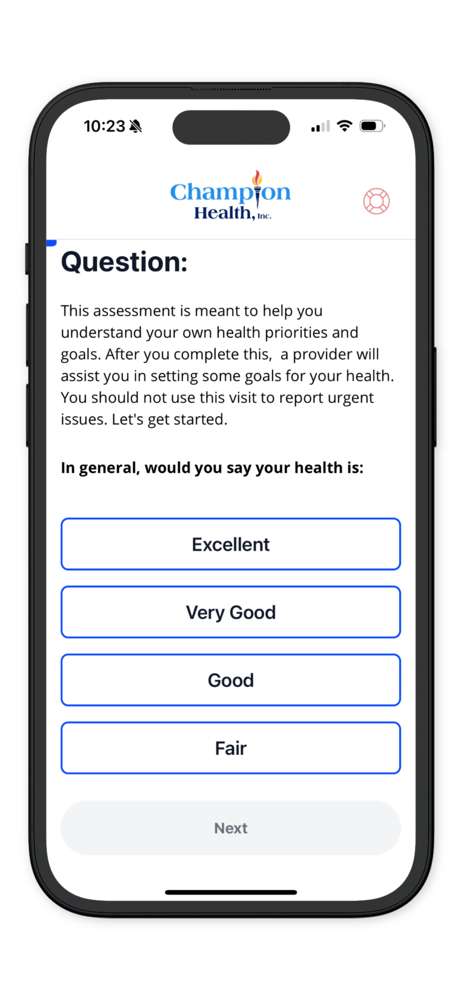 10:23
Champion
Health, Inc.
Question:
This assessment is meant to help you
understand your own health priorities and
goals. After you complete this,  a provider will
assist you in setting some goals for your health.
You should not use this visit to report urgent
issues. Let's get started.
In general, would you say your health is:
Excellent
Very Good
Good
Fair
Next